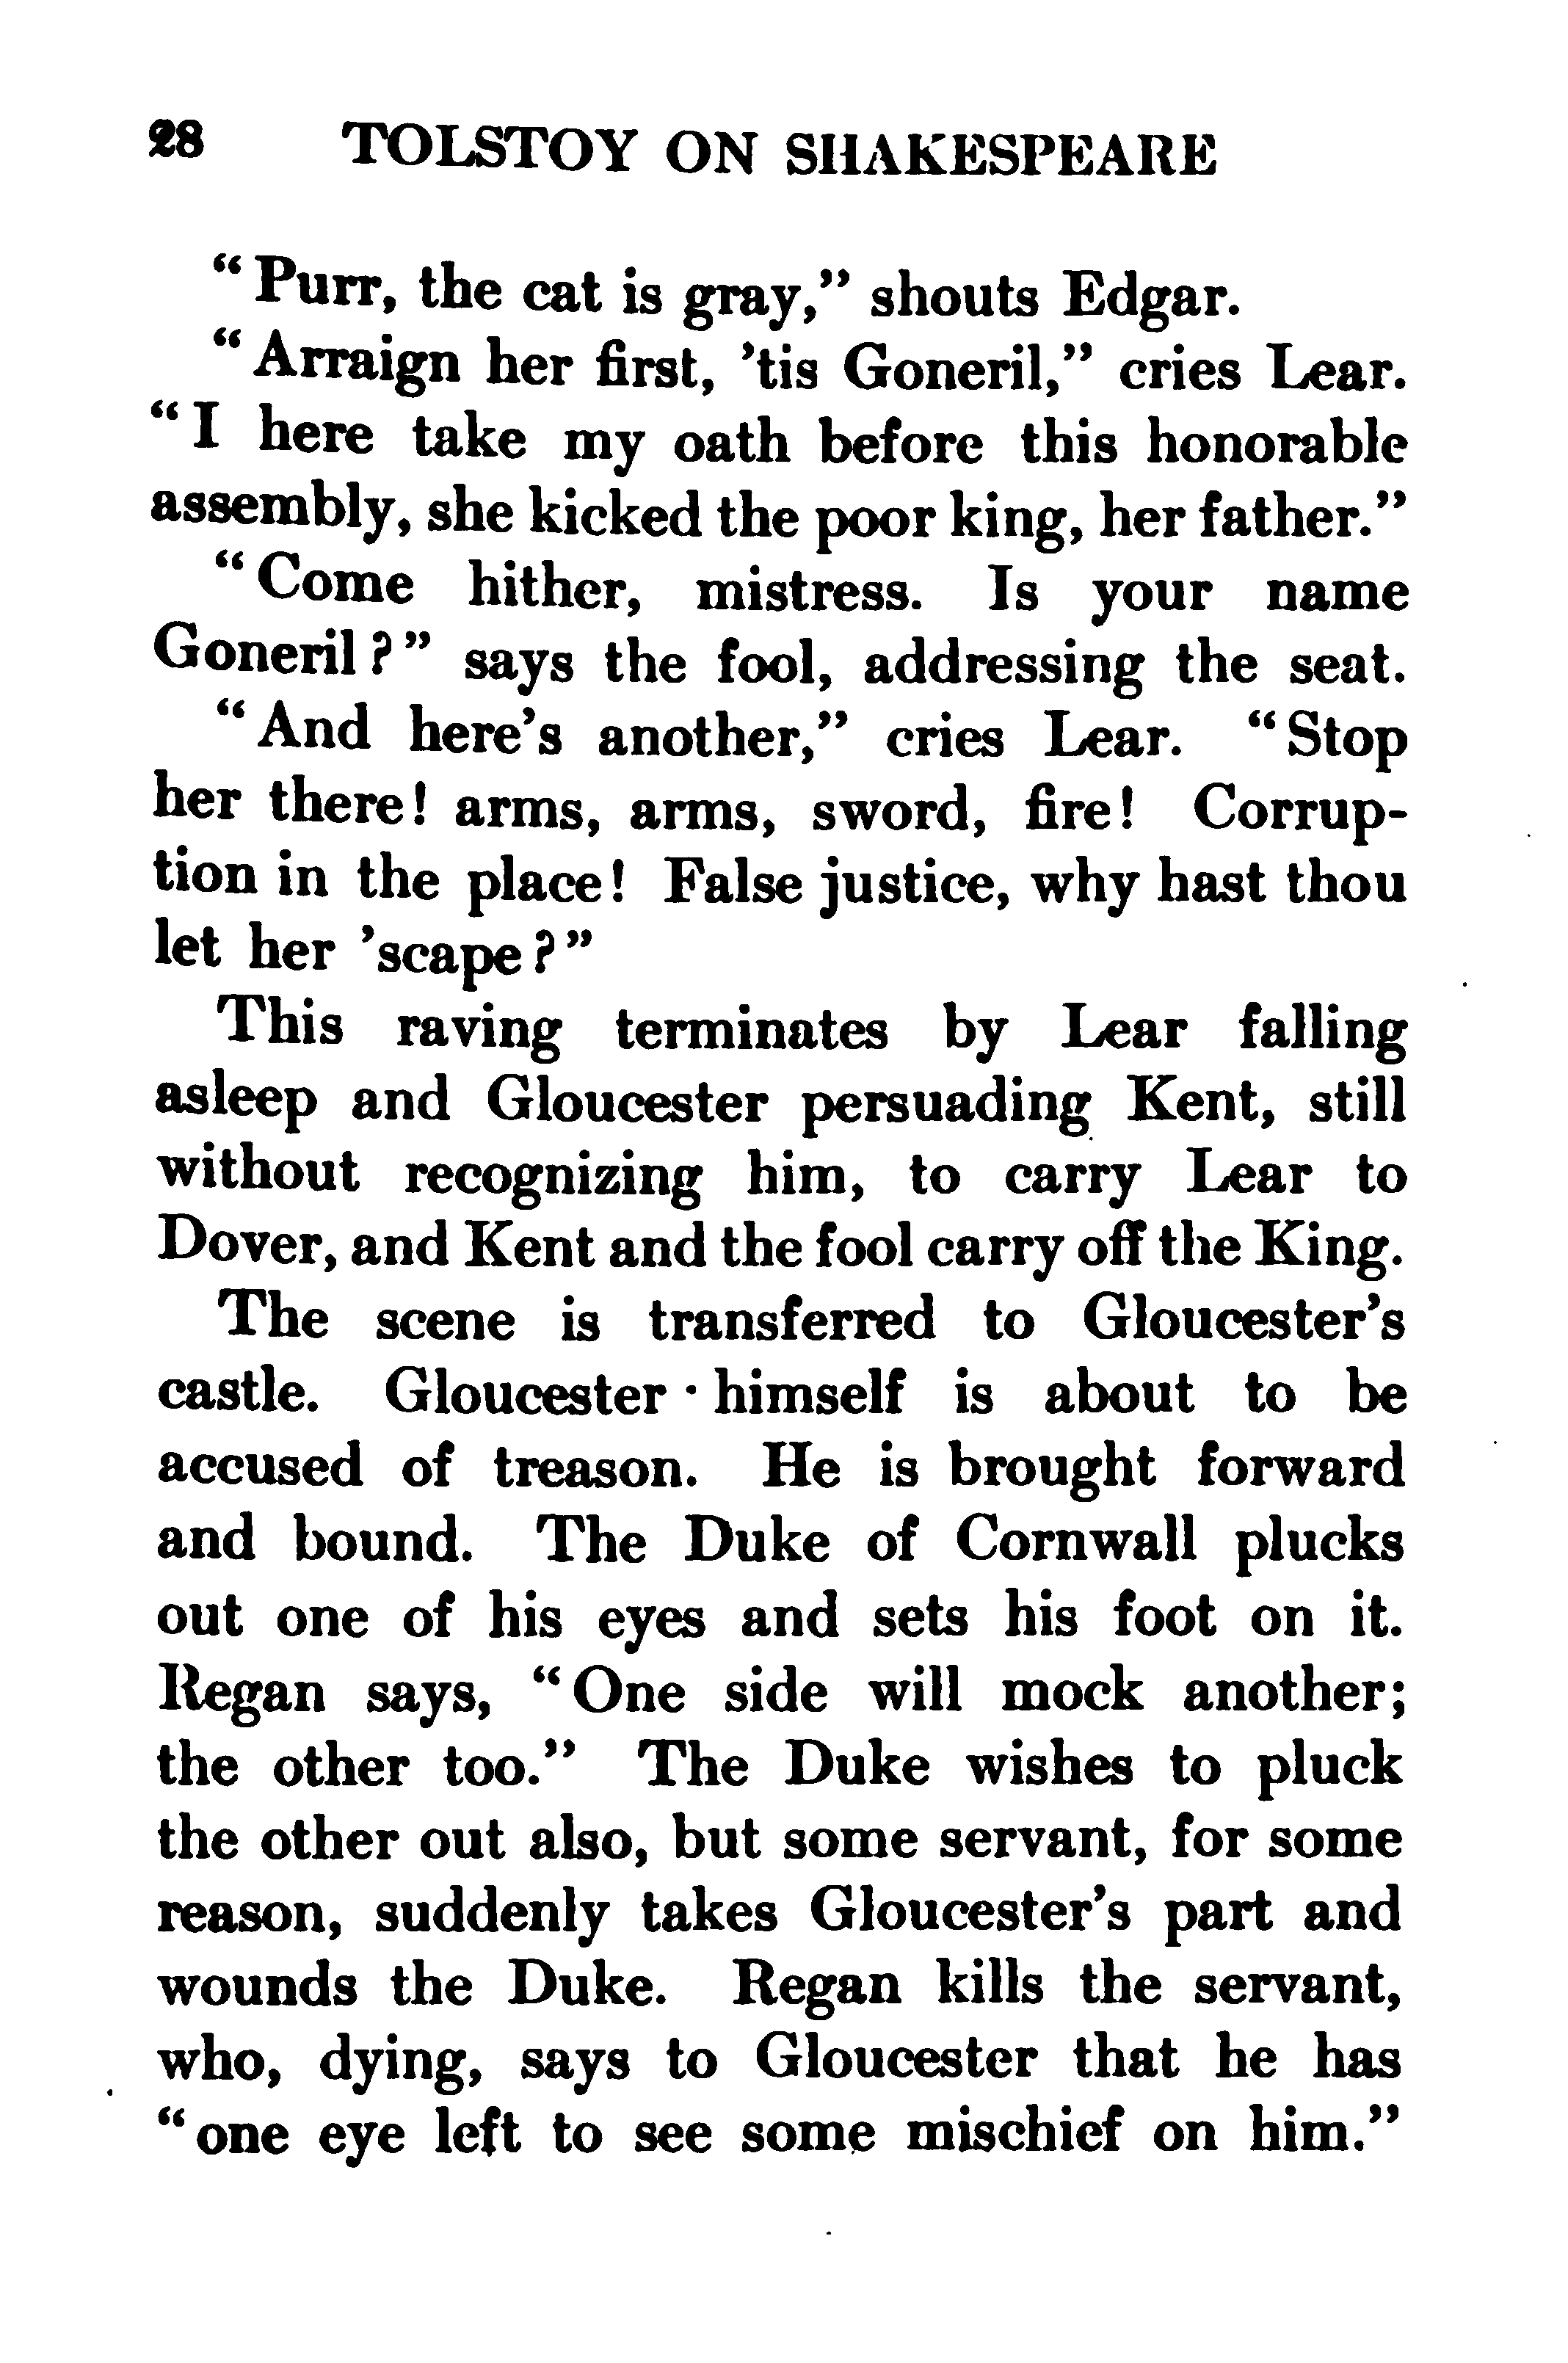 28 TOLSTOY ON SHAKESPEARE
“Purr, the cat is gray,” shouts Edgar.
“Arraign her first, ’tis Goneril,” cries Lear.
“I here take my oath before this honorable
assembly, she kicked the poor king, her father.”
“Come hither, mistress. Is your name
Goneril?” says the fool, addressing the seat.
“And here’s another,” cries Lear. “Stop
her there! arms, arms, sword, fire! Corrup-
tion in the place! False justice, why hast thou
let her ’scape?”
This raving terminates by Lear falling
asleep and Gloucester persuading Kent, still
without recognizing him, to carry Lear to
Dover, and Kent and the fool carry off the King.
The scene is transferred to Gloucester’s
castle. Gloucester himself is about to be
accused of treason. He is brought forward
and bound. The Duke of Cornwall plucks
out one of his eyes and sets his foot on it.
Regan says, “One side will mock another;
the other too.” The Duke wishes to pluck
the other out also, but some servant, for some
reason, suddenly takes Gloucester’s part and
wounds the Duke. Regan kills the servant,
who, dying, says to Gloucester that he has
“one eye left to see some mischief on him.”